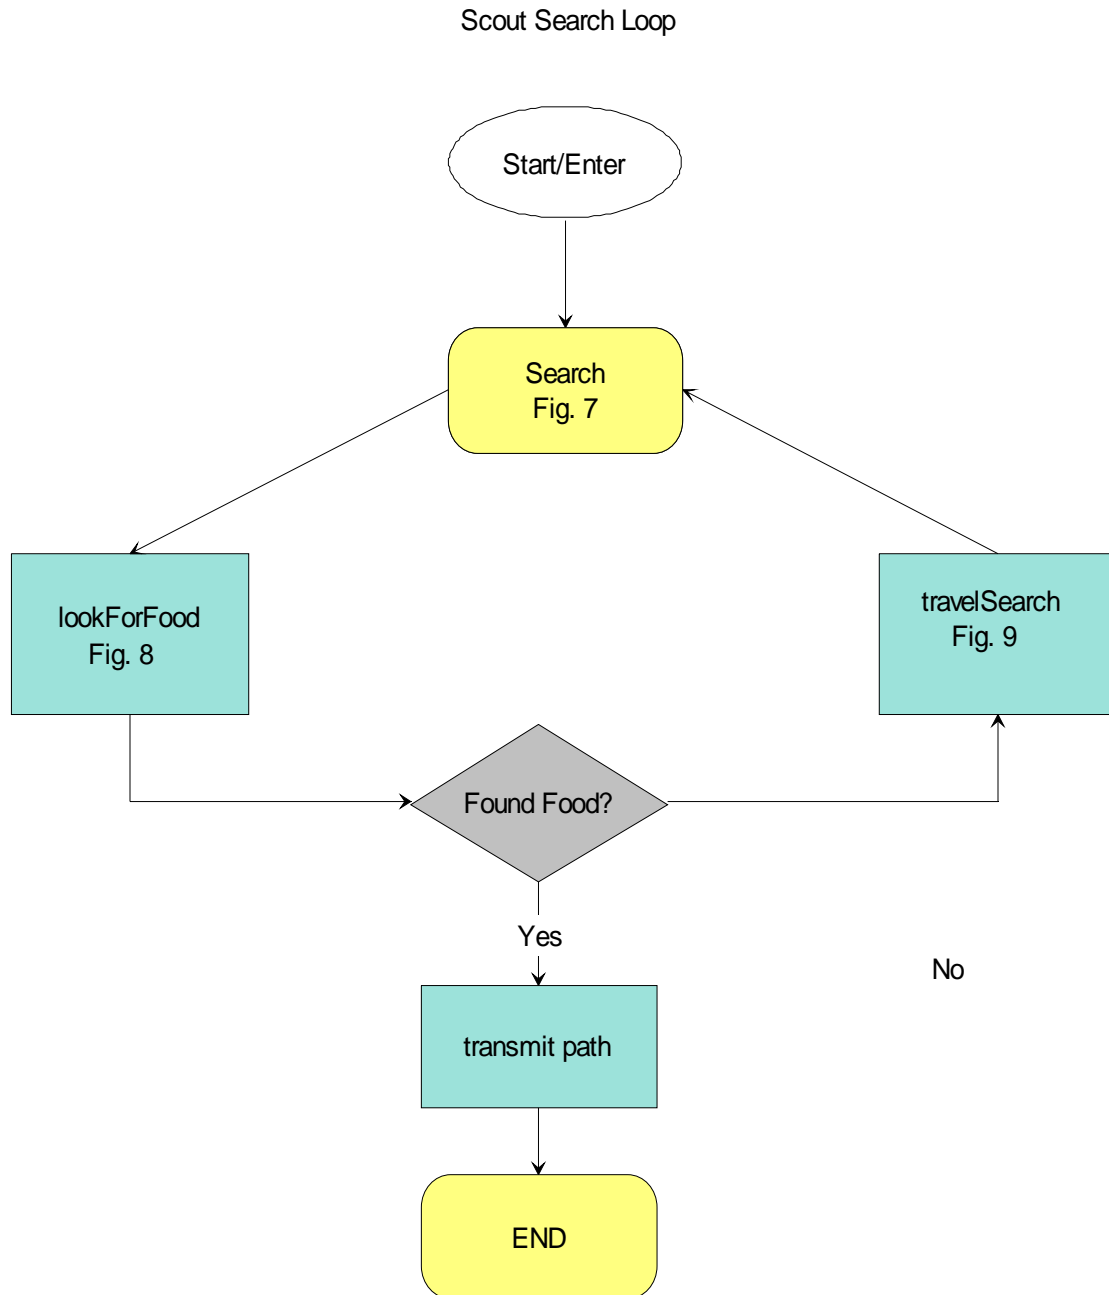 Scout Search Loop
Start/Enter
Search
Fig. 7
lookForFood
Fig. 8
travelSearch
Fig. 9
Found Food?
Yes
No
transmit path
END